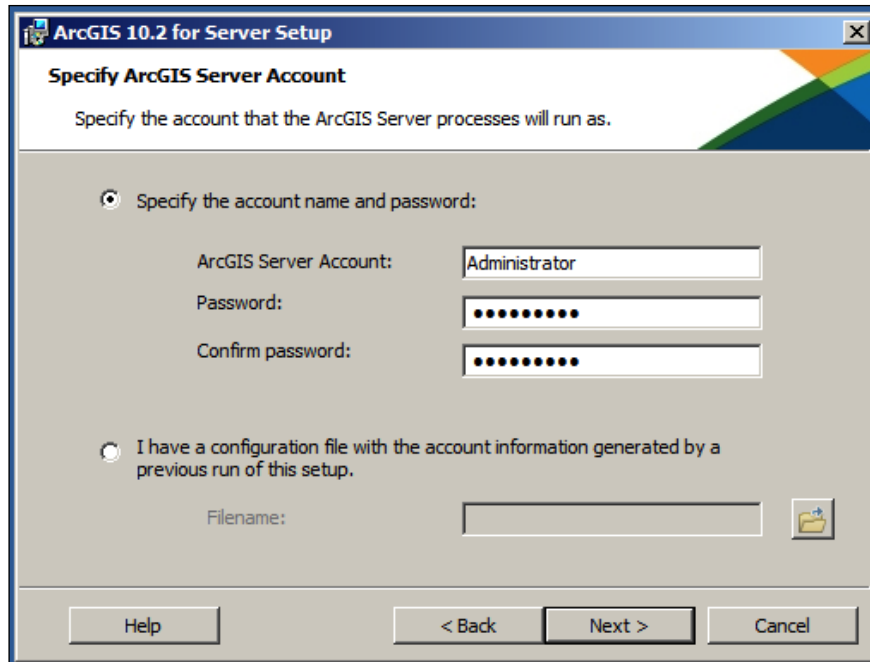 ArcGIS 10.2 for Server Setup
Specify ArcGIS Server Account
Specify the account that the ArcGIS Server processes will run as.
Specify the account name and password:
ArcGIS Server Account: Administrator
Password: ●●●●●●●●●
Confirm password: ●●●●●●●●●
I have a configuration file with the account information generated by a
previous run of this setup.
Filename:
Help < Back Next > Cancel